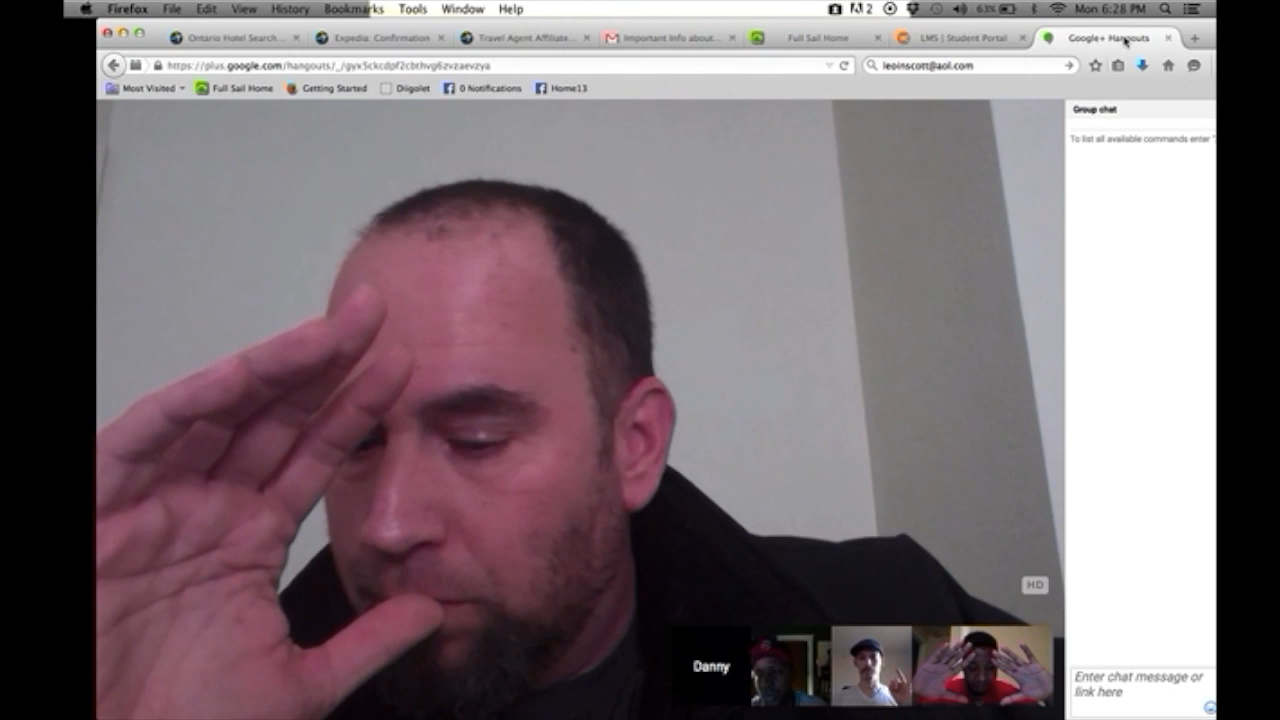 Firefox File Edit View History Bookmarks Tools Window Help 2 63% Mon 6:28 PM
Ontario Hotel Search... Expedia: Confirmation Travel Agent Affiliate... Important Info about... Full Sail Home LMS | Student Portal Google+ Hangouts
https://plus.google.com/hangouts/_/gyx5ckcdpf2cbthvg6zvzaevzya leoinscott@aol.com
Most Visited Full Sail Home Getting Started Diigolet 0 Notifications Home13
Group chat
To list all available commands enter "
HD
Danny
Enter chat message or
link here